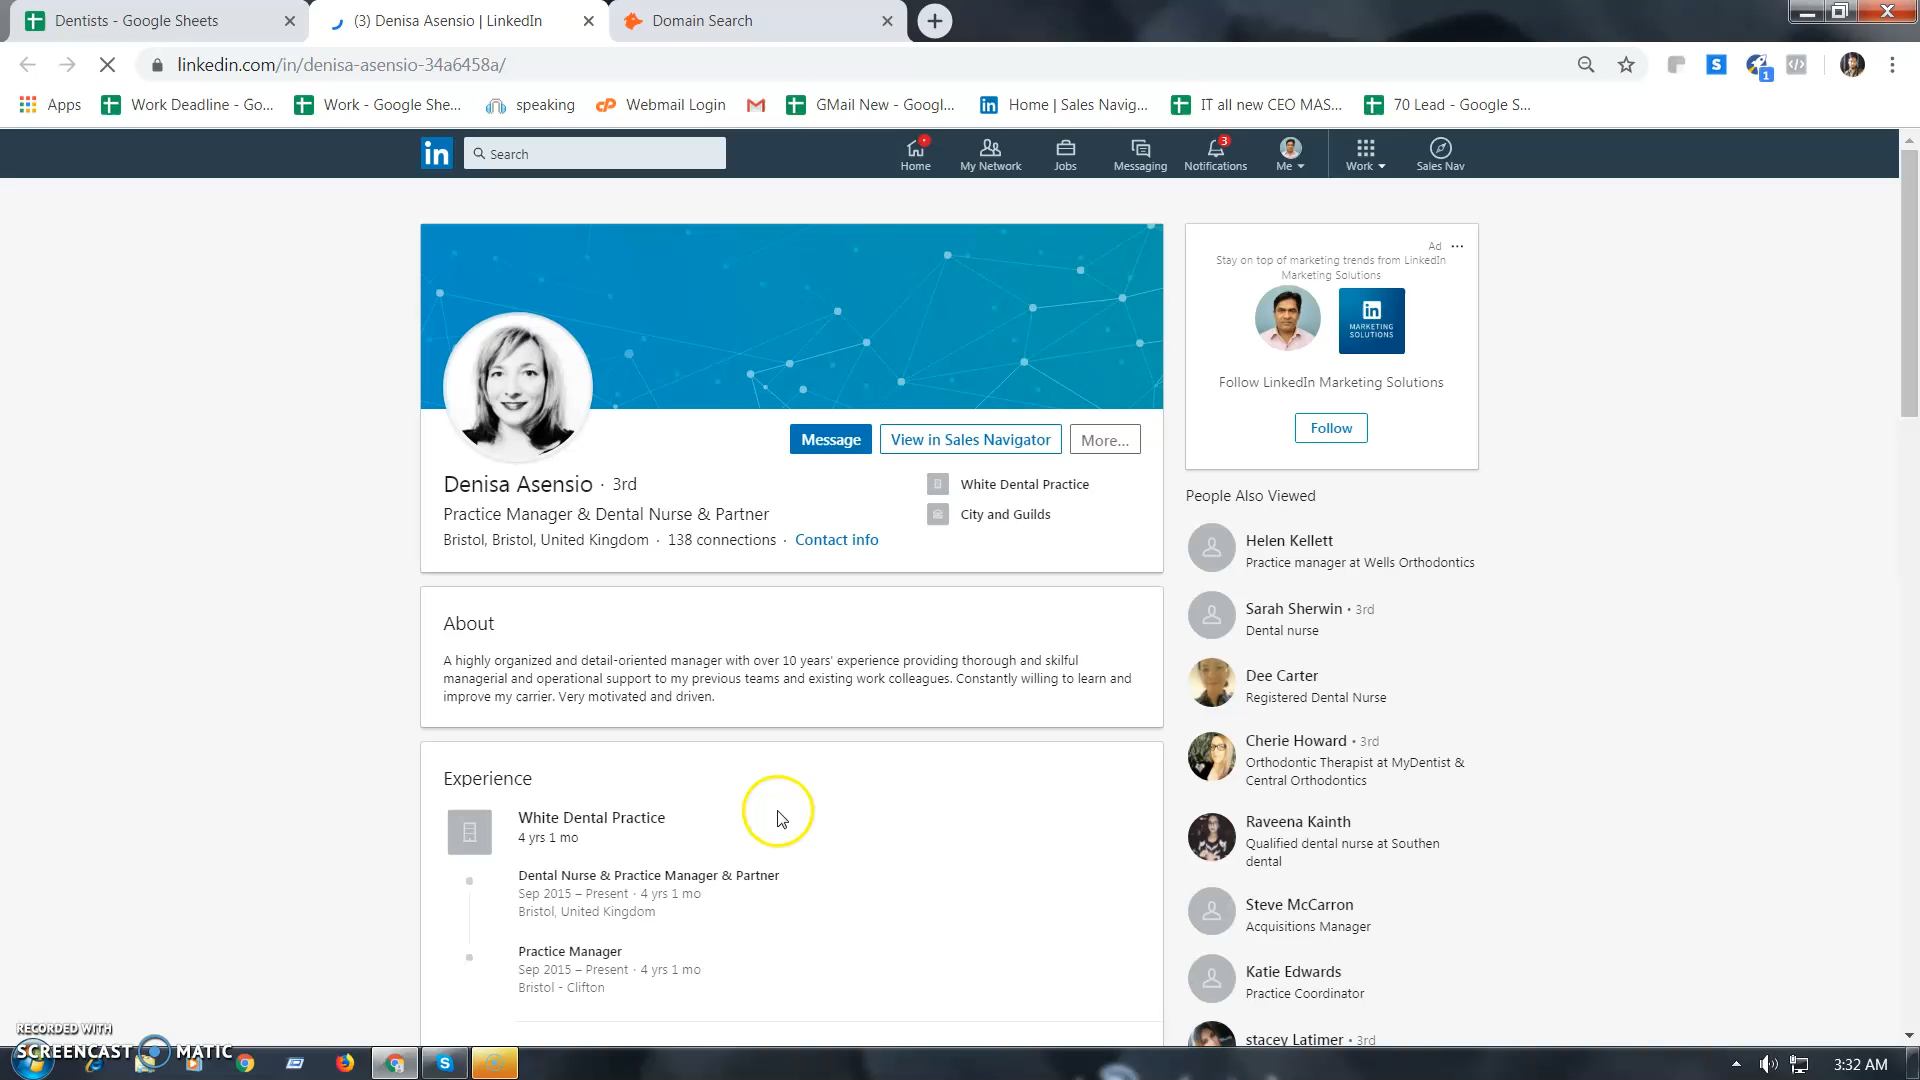 Dentists - Google Sheets
(3) Denisa Asensio | LinkedIn
Domain Search
linkedin.com/in/denisa-asensio-34a6458a/
S
1
Apps
Work Deadline - Go...
Work - Google She...
speaking
Webmail Login
GMail New - Googl...
Home | Sales Navig...
IT all new CEO MAS...
70 Lead - Google S...
in
Search
Home
My Network
Jobs
Messaging
3
Notifications
Me
Work
Sales Nav
Message
View in Sales Navigator
More...
Denisa Asensio · 3rd
Practice Manager & Dental Nurse & Partner
Bristol, Bristol, United Kingdom · 138 connections · Contact info
White Dental Practice
City and Guilds
About
A highly organized and detail-oriented manager with over 10 years' experience providing thorough and skilful
managerial and operational support to my previous teams and existing work colleagues. Constantly willing to learn and
improve my carrier. Very motivated and driven.
Experience
White Dental Practice
4 yrs 1 mo
Dental Nurse & Practice Manager & Partner
Sep 2015 – Present · 4 yrs 1 mo
Bristol, United Kingdom
Practice Manager
Sep 2015 – Present · 4 yrs 1 mo
Bristol - Clifton
Ad ...
Stay on top of marketing trends from LinkedIn
Marketing Solutions
in
MARKETING
SOLUTIONS
Follow LinkedIn Marketing Solutions
Follow
People Also Viewed
Helen Kellett
Practice manager at Wells Orthodontics
Sarah Sherwin • 3rd
Dental nurse
Dee Carter
Registered Dental Nurse
Cherie Howard • 3rd
Orthodontic Therapist at MyDentist &
Central Orthodontics
Raveena Kainth
Qualified dental nurse at Southen
dental
Steve McCarron
Acquisitions Manager
Katie Edwards
Practice Coordinator
stacey Latimer • 3rd
RECORDED WITH
SCREENCAST MATIC
3:32 AM